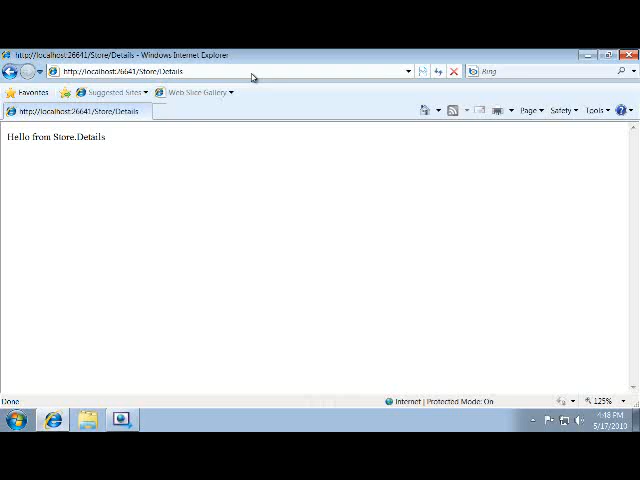 http://localhost:26641/Store/Details - Windows Internet Explorer
http://localhost:26641/Store/Details
Bing
Favorites
Suggested Sites
Web Slice Gallery
http://localhost:26641/Store/Details
Page
Safety
Tools
Hello from Store.Details
Done
Internet | Protected Mode: On
125%
4:48 PM
5/17/2010